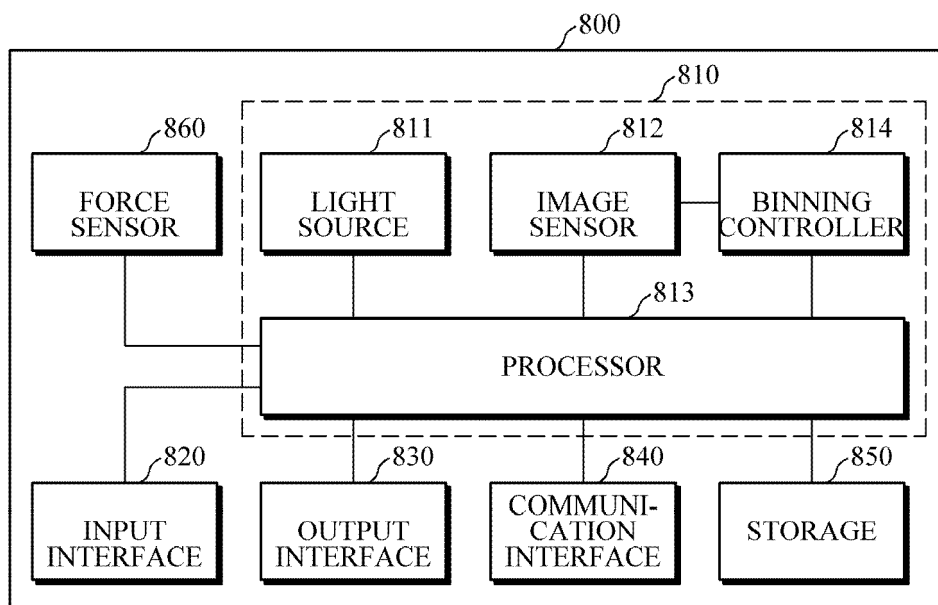 800
810
860
811
812
814
FORCE
SENSOR
LIGHT
SOURCE
IMAGE
SENSOR
BINNING
CONTROLLER
813
PROCESSOR
820
830
840
850
INPUT
INTERFACE
OUTPUT
INTERFACE
COMMUNI-
CATION
INTERFACE
STORAGE